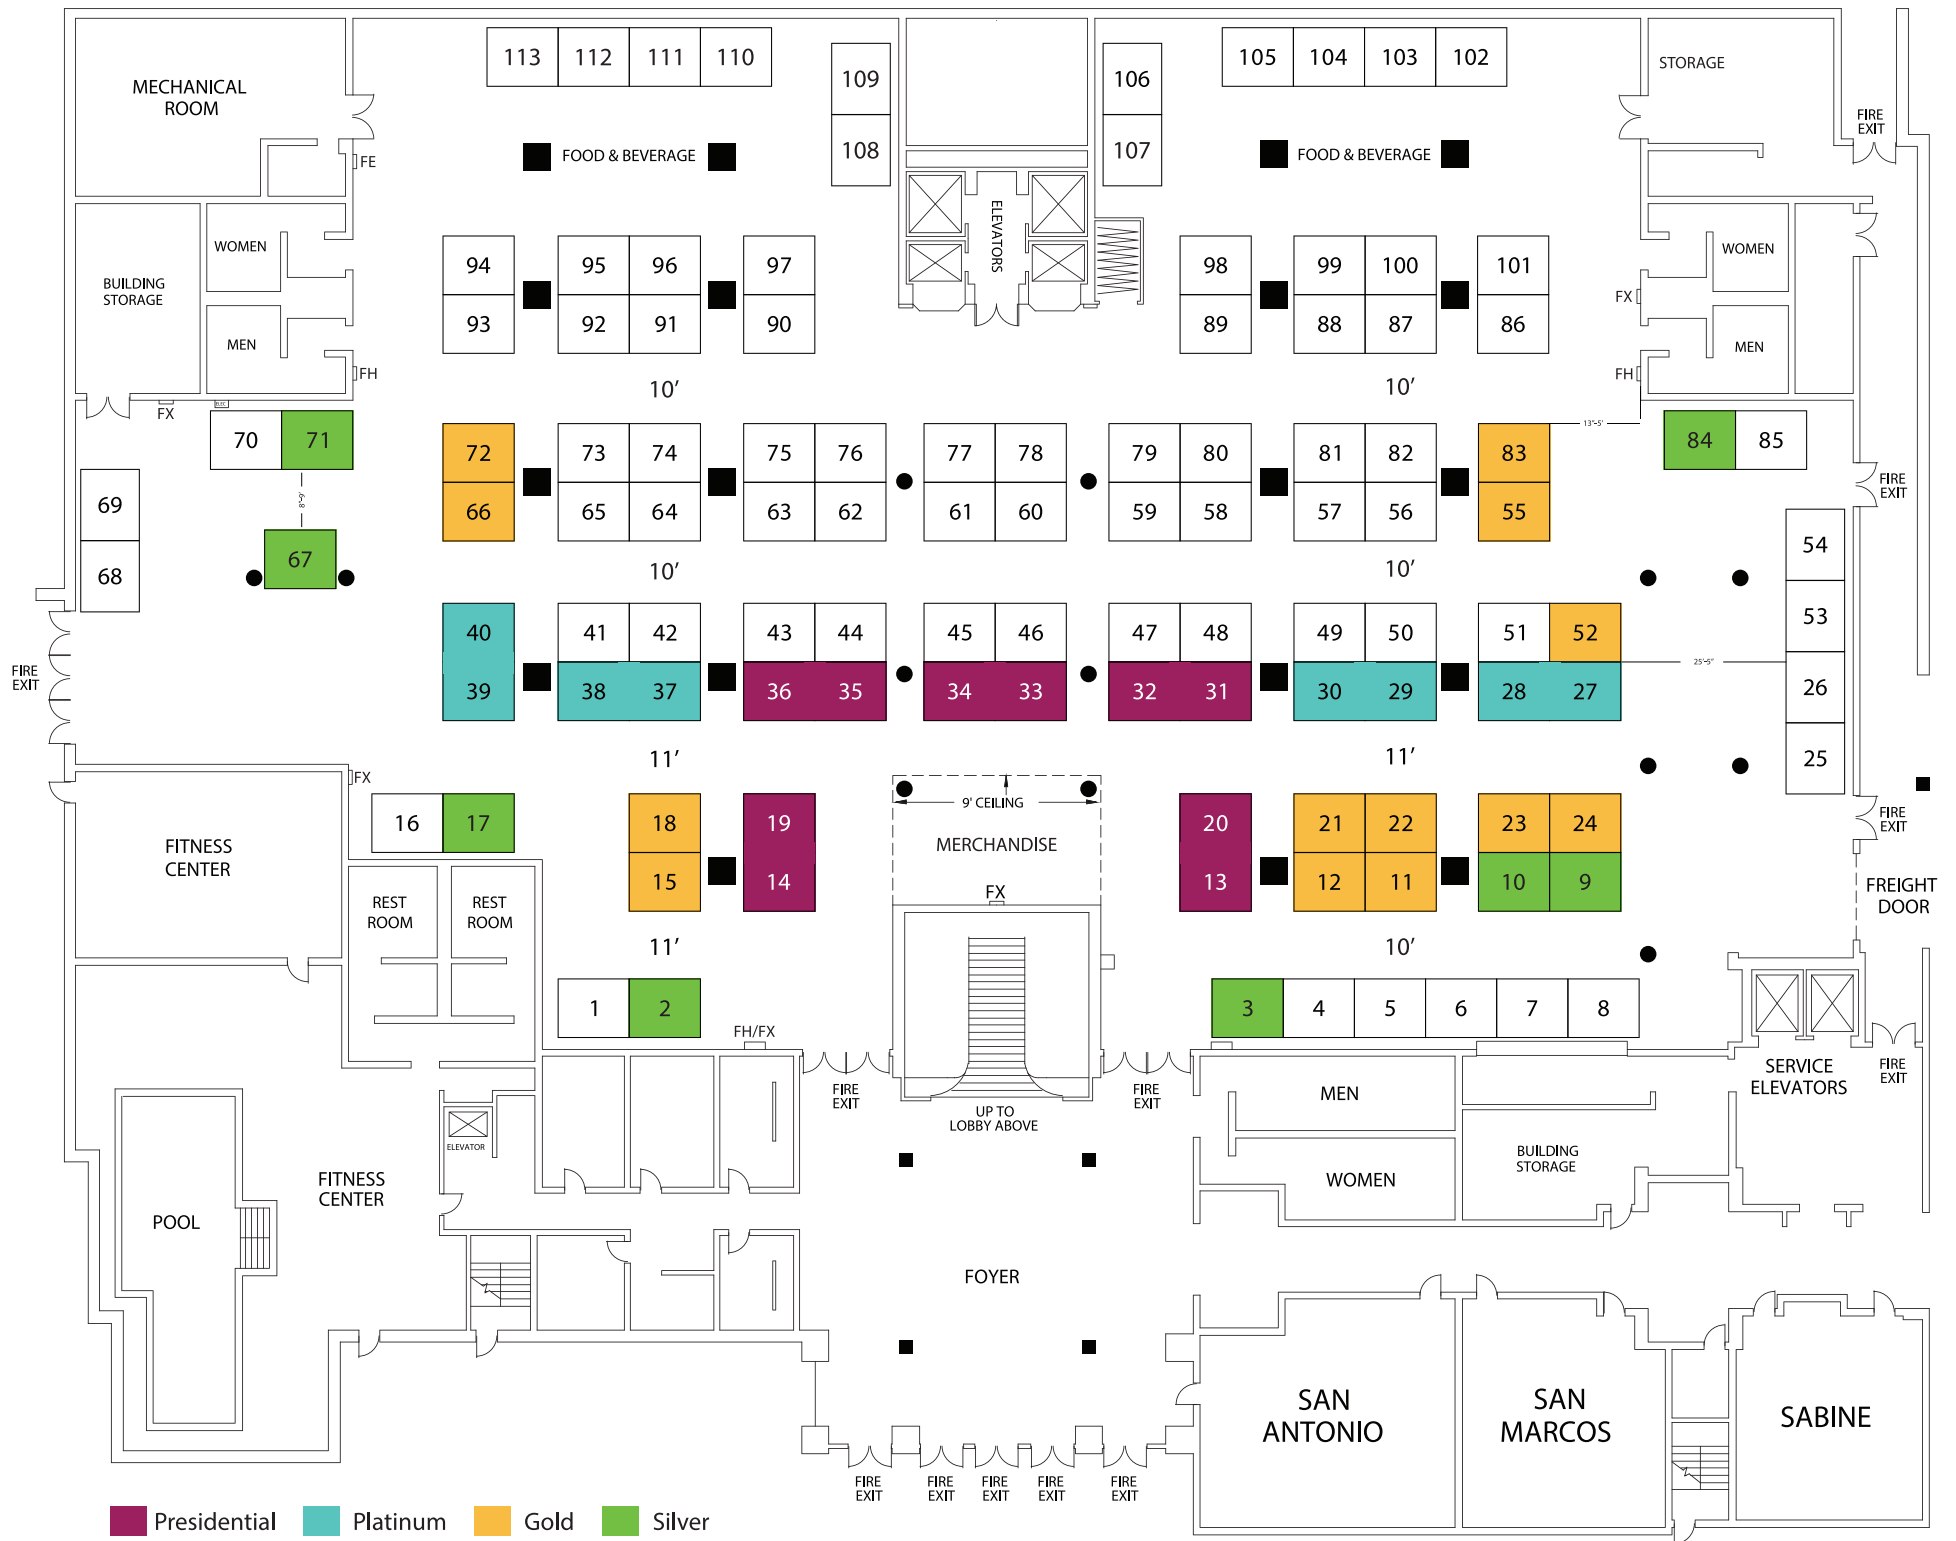 113 112 111 110
105 104 103 102
109
106
STORAGE
MECHANICAL
ROOM
FIRE
EXIT
108
107
FE
FOOD & BEVERAGE
FOOD & BEVERAGE
ELEVATORS
WOMEN
WOMEN
94 95 96 97
98 99 100 101
BUILDING
STORAGE
FX
93 92 91 90
89 88 87 86
MEN
MEN
FH
FH
10'
10'
ELEC
FX
13"-5'
70 71
84 85
72 73 74 75 76 77 78 79 80 81 82 83
FIRE
EXIT
69
8'-9"
66 65 64 63 62 61 60 59 58 57 56 55
54
67
68
10'
10'
53
40 41 42 43 44 45 46 47 48 49 50 51 52
25'-5"
FIRE
EXIT
39 38 37 36 35 34 33 32 31 30 29 28 27
26
11'
11'
25
FX
9' CEILING
16 17
18 19
20 21 22 23 24
FIRE
EXIT
FITNESS
CENTER
MERCHANDISE
15 14
13 12 11 10 9
FX
FREIGHT
DOOR
REST
ROOM
REST
ROOM
11'
10'
1 2
3 4 5 6 7 8
FH/FX
FIRE
EXIT
FIRE
EXIT
UP TO
LOBBY ABOVE
MEN
SERVICE
ELEVATORS
FIRE
EXIT
ELEVATOR
BUILDING
STORAGE
FITNESS
CENTER
WOMEN
POOL
FOYER
SAN
ANTONIO
SAN
MARCOS
SABINE
FIRE
EXIT
FIRE
EXIT
FIRE
EXIT
FIRE
EXIT
FIRE
EXIT
Presidential Platinum Gold Silver